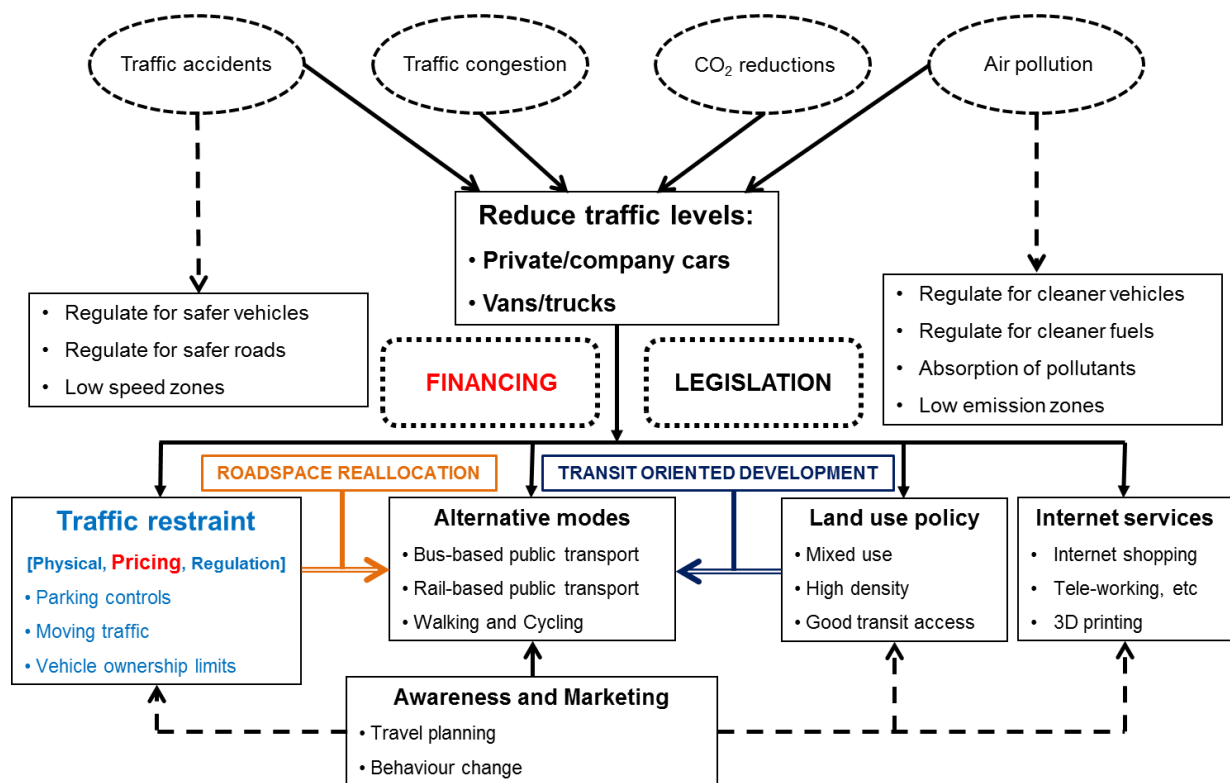 Traffic accidents
Traffic congestion
CO₂ reductions
Air pollution
Reduce traffic levels:
• Private/company cars
• Vans/trucks
• Regulate for safer vehicles
• Regulate for safer roads
• Low speed zones
• Regulate for cleaner vehicles
• Regulate for cleaner fuels
• Absorption of pollutants
• Low emission zones
FINANCING
LEGISLATION
ROADSPACE REALLOCATION
TRANSIT ORIENTED DEVELOPMENT
Traffic restraint
[Physical, Pricing, Regulation]
• Parking controls
• Moving traffic
• Vehicle ownership limits
Alternative modes
• Bus-based public transport
• Rail-based public transport
• Walking and Cycling
Land use policy
• Mixed use
• High density
• Good transit access
Internet services
• Internet shopping
• Tele-working, etc
• 3D printing
Awareness and Marketing
• Travel planning
• Behaviour change